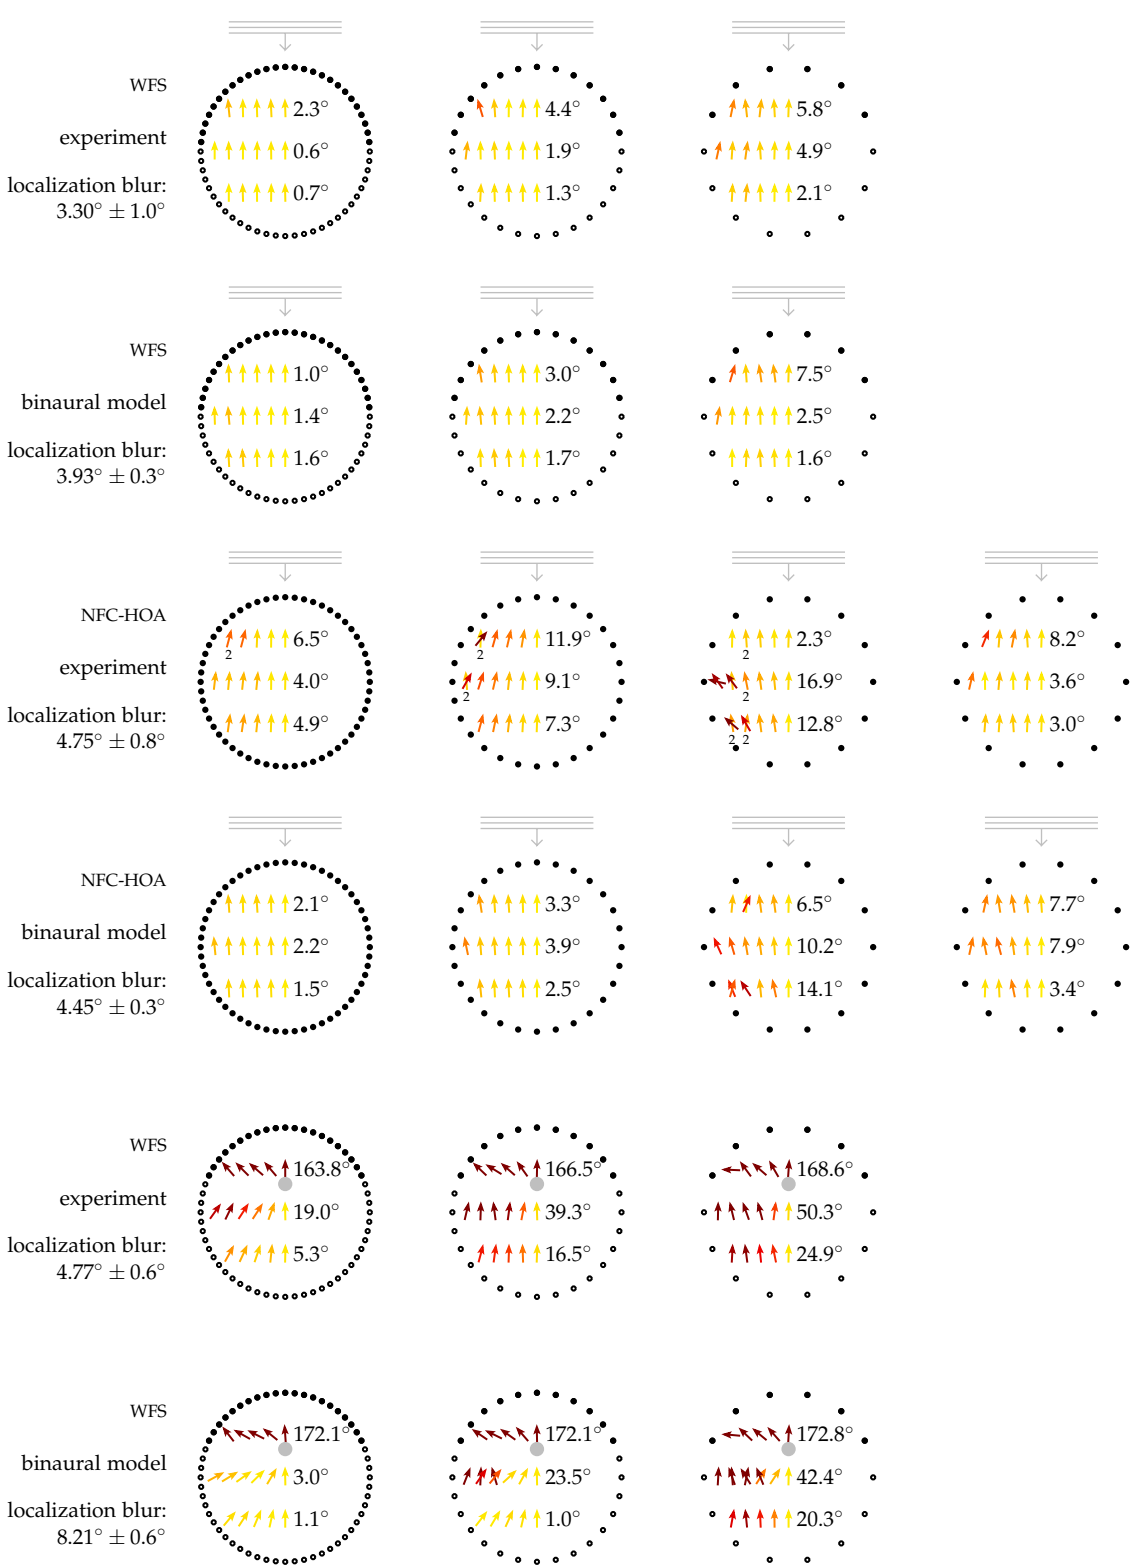 WFS
2.3° 4.4° 5.8°
experiment
0.6° 1.9° 4.9°
localization blur:
0.7° 1.3° 2.1°
3.30° ± 1.0°
WFS
1.0° 3.0° 7.5°
binaural model
1.4° 2.2° 2.5°
localization blur:
1.6° 1.7° 1.6°
3.93° ± 0.3°
NFC-HOA
6.5° 11.9° 2.3° 8.2°
2 2 2
experiment
4.0° 9.1° 16.9° 3.6°
2 2
localization blur:
4.9° 7.3° 12.8° 3.0°
2 2
4.75° ± 0.8°
NFC-HOA
2.1° 3.3° 6.5° 7.7°
binaural model
2.2° 3.9° 10.2° 7.9°
localization blur:
1.5° 2.5° 14.1° 3.4°
4.45° ± 0.3°
WFS
163.8° 166.5° 168.6°
experiment
19.0° 39.3° 50.3°
localization blur:
5.3° 16.5° 24.9°
4.77° ± 0.6°
WFS
172.1° 172.1° 172.8°
binaural model
3.0° 23.5° 42.4°
localization blur:
1.1° 1.0° 20.3°
8.21° ± 0.6°